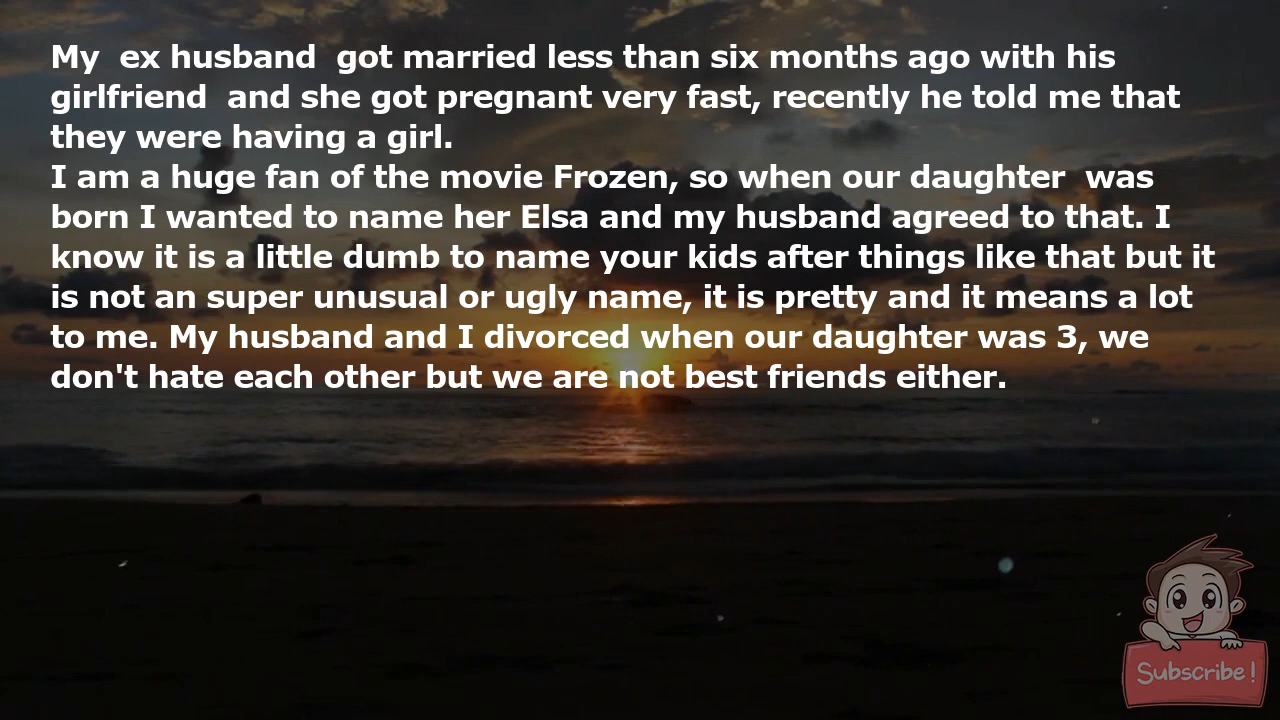 My  ex husband  got married less than six months ago with his
girlfriend  and she got pregnant very fast, recently he told me that
they were having a girl.
I am a huge fan of the movie Frozen, so when our daughter  was
born I wanted to name her Elsa and my husband agreed to that. I
know it is a little dumb to name your kids after things like that but it
is not an super unusual or ugly name, it is pretty and it means a lot
to me. My husband and I divorced when our daughter was 3, we
don't hate each other but we are not best friends either.
Subscribe!